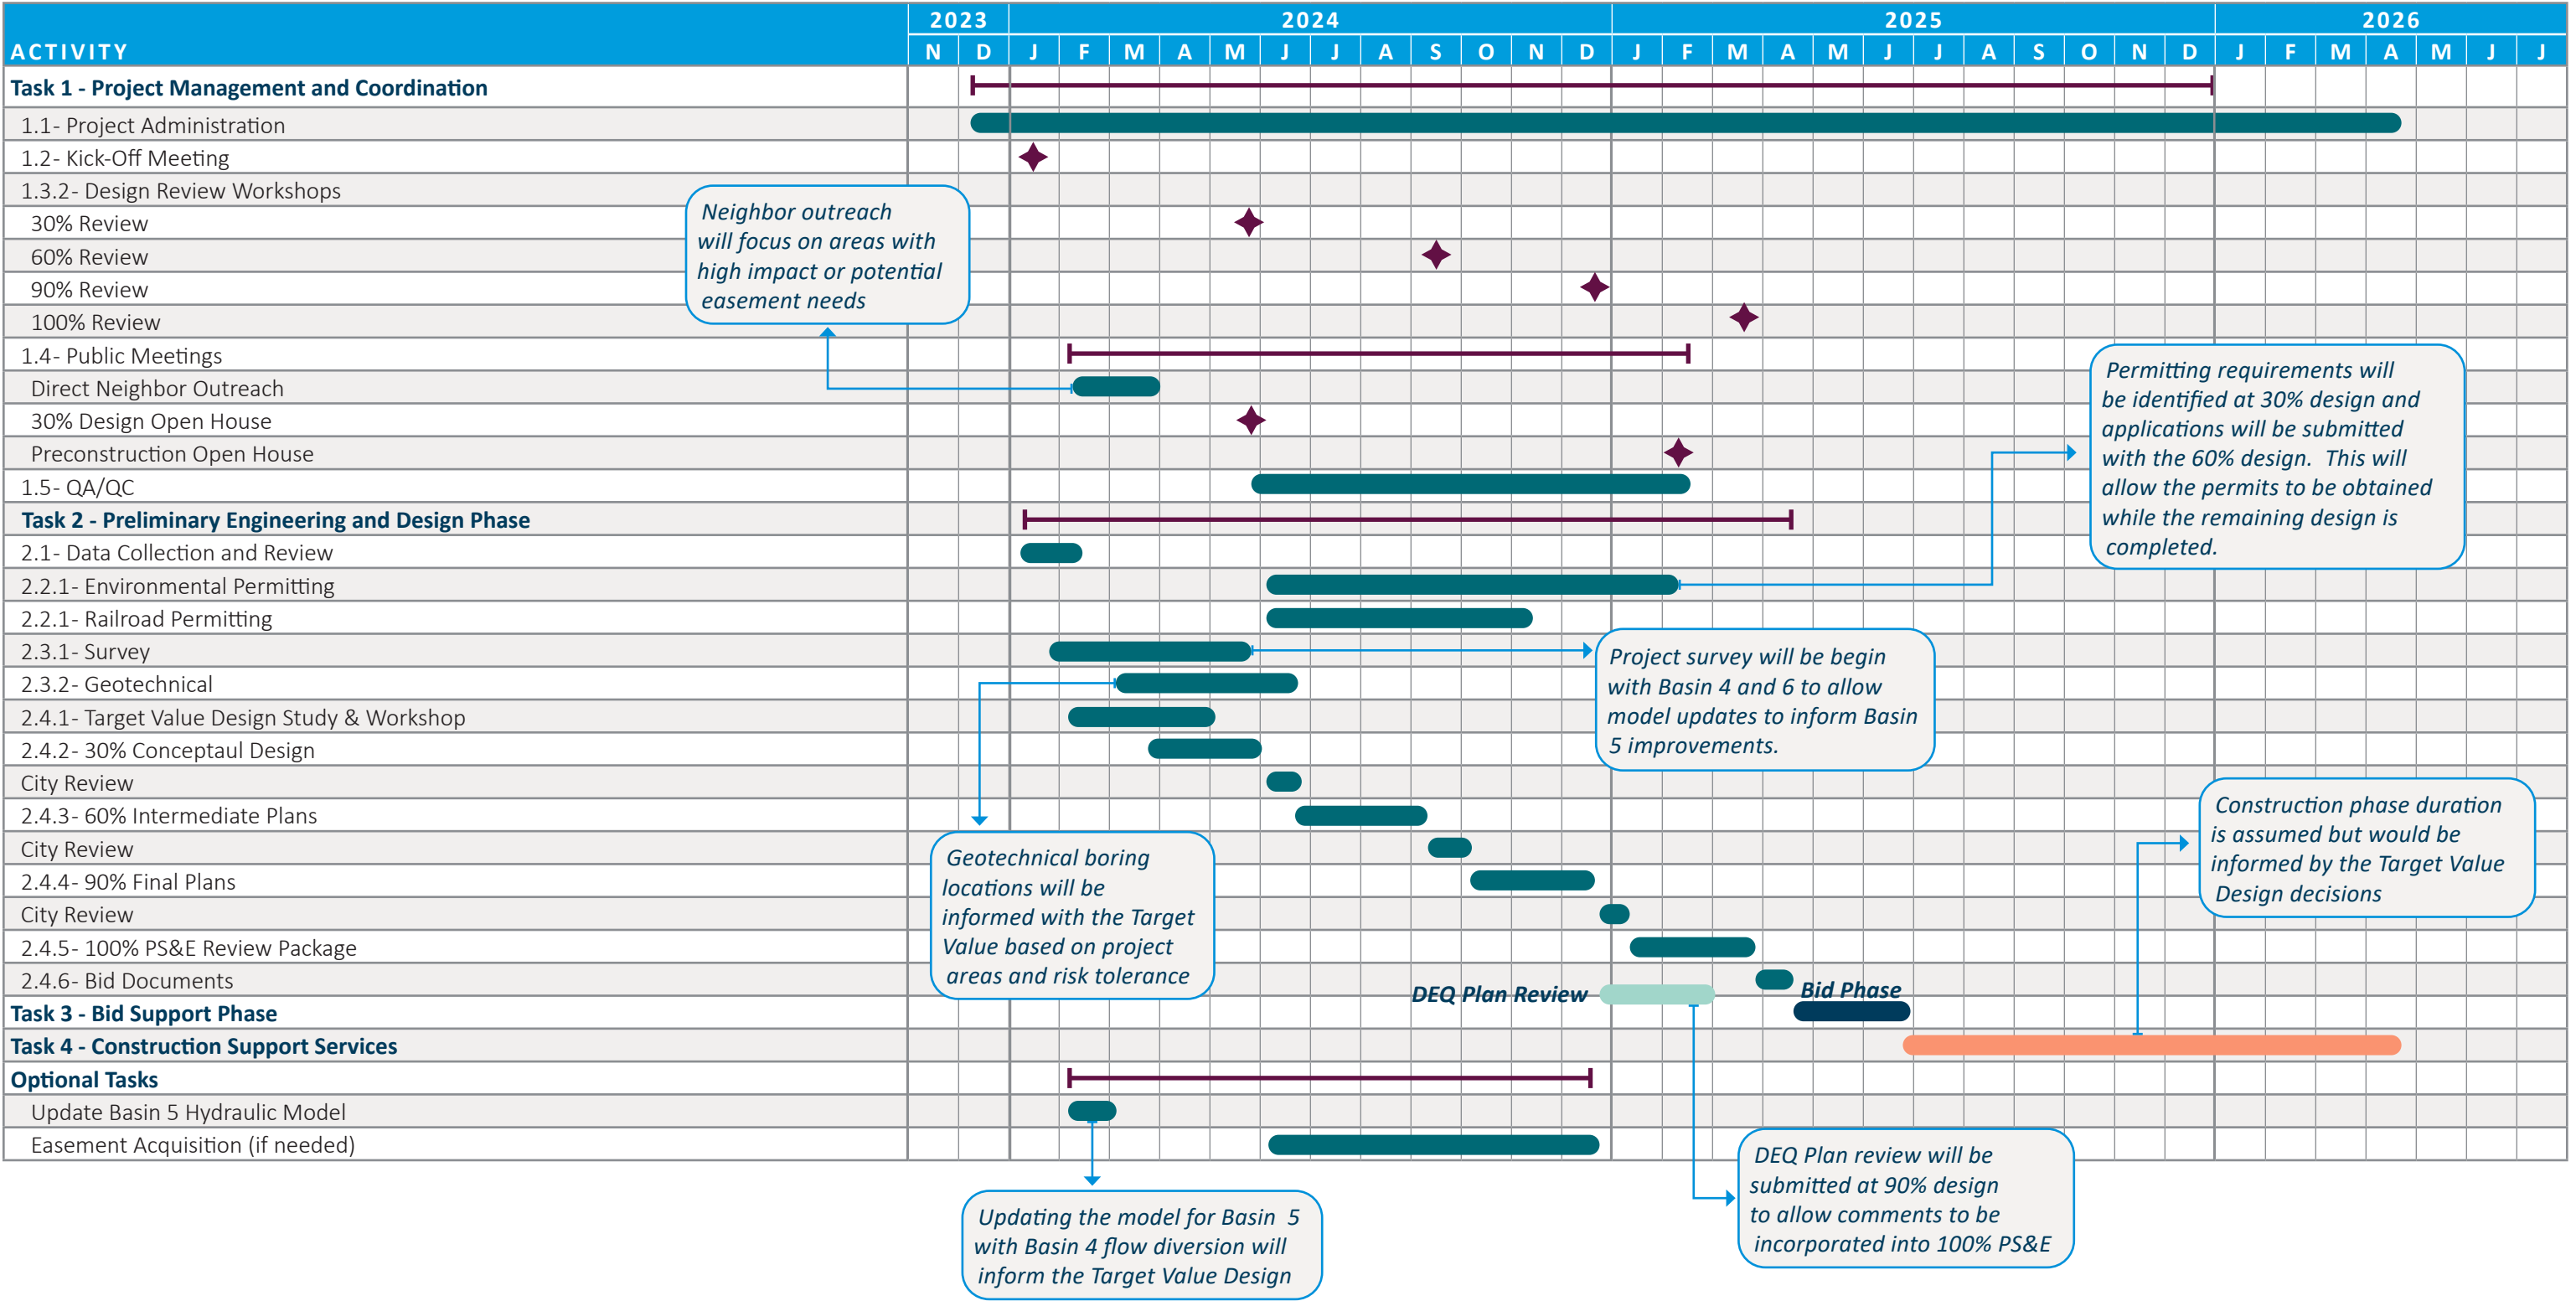 2023 2024 2025 2026
ACTIVITY N D J F M A M J J A S O N D J F M A M J J A S O N D J F M A M J J
Task 1 - Project Management and Coordination
1.1- Project Administration
1.2- Kick-Off Meeting
1.3.2- Design Review Workshops
30% Review
60% Review
90% Review
100% Review
Neighbor outreach
will focus on areas with
high impact or potential
easement needs
1.4- Public Meetings
Direct Neighbor Outreach
30% Design Open House
Preconstruction Open House
1.5- QA/QC
Permitting requirements will
be identified at 30% design and
applications will be submitted
with the 60% design. This will
allow the permits to be obtained
while the remaining design is
completed.
Task 2 - Preliminary Engineering and Design Phase
2.1- Data Collection and Review
2.2.1- Environmental Permitting
2.2.1- Railroad Permitting
2.3.1- Survey
2.3.2- Geotechnical
2.4.1- Target Value Design Study & Workshop
2.4.2- 30% Conceptaul Design
Project survey will be begin
with Basin 4 and 6 to allow
model updates to inform Basin
5 improvements.
City Review
2.4.3- 60% Intermediate Plans
City Review
2.4.4- 90% Final Plans
City Review
2.4.5- 100% PS&E Review Package
2.4.6- Bid Documents
Geotechnical boring
locations will be
informed with the Target
Value based on project
areas and risk tolerance
Construction phase duration
is assumed but would be
informed by the Target Value
Design decisions
DEQ Plan Review
Bid Phase
Task 3 - Bid Support Phase
Task 4 - Construction Support Services
Optional Tasks
Update Basin 5 Hydraulic Model
Easement Acquisition (if needed)
Updating the model for Basin 5
with Basin 4 flow diversion will
inform the Target Value Design
DEQ Plan review will be
submitted at 90% design
to allow comments to be
incorporated into 100% PS&E